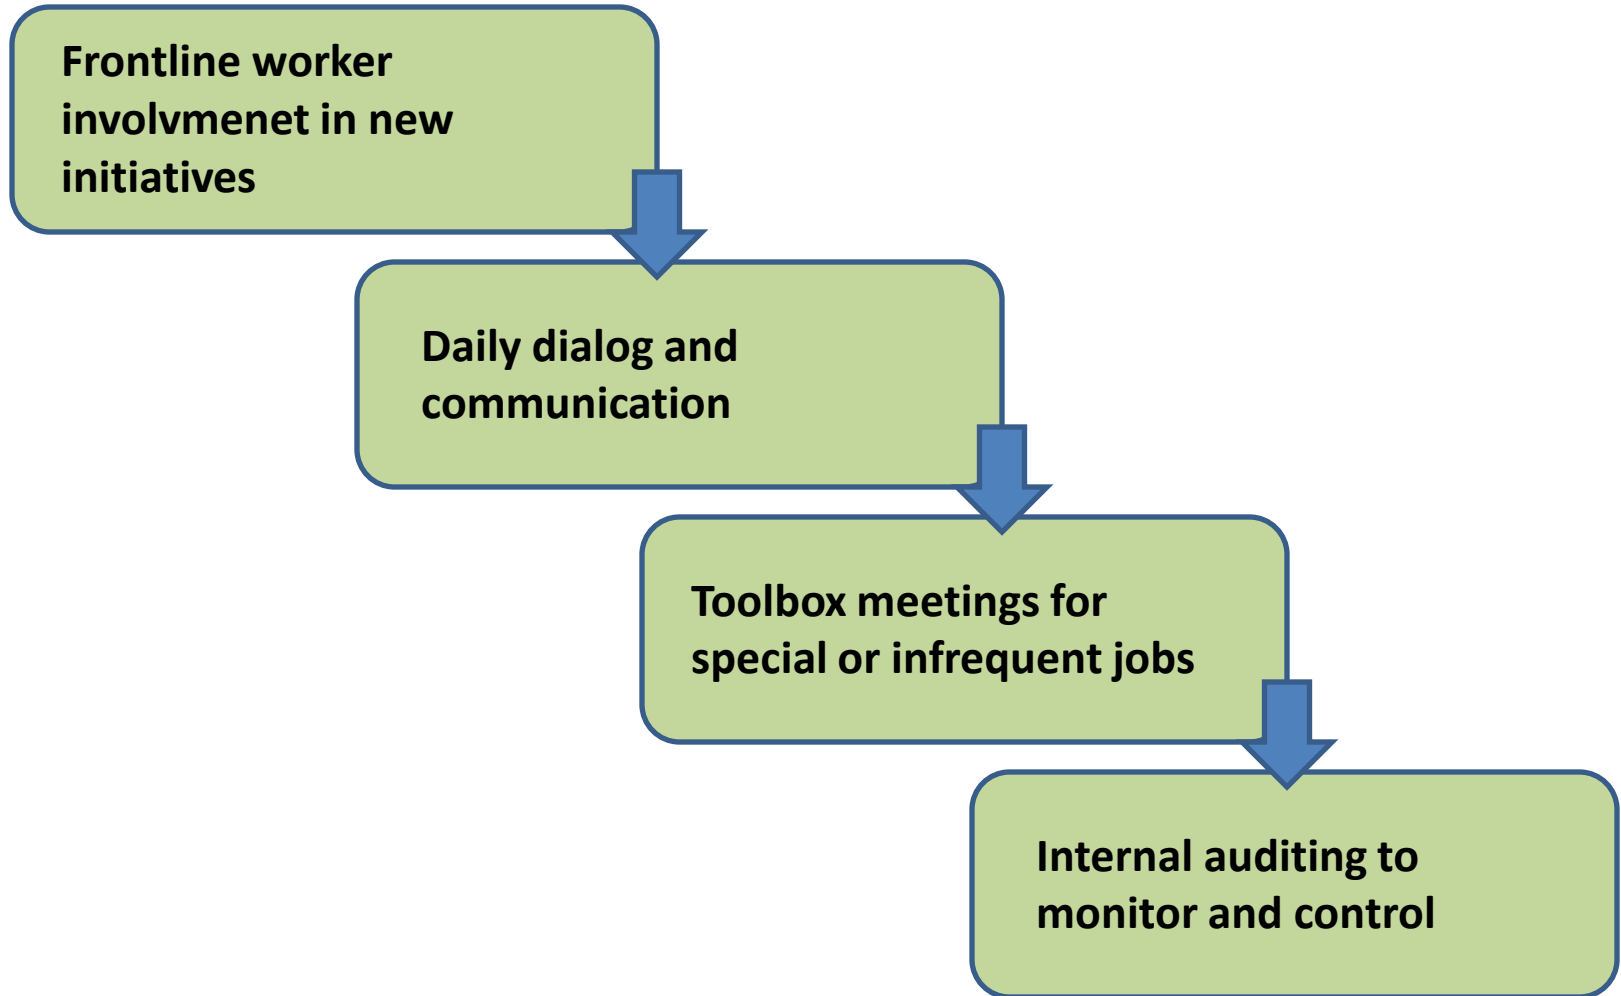 Frontline worker
involvmenet in new
initiatives
Daily dialog and
communication
Toolbox meetings for
special or infrequent jobs
Internal auditing to
monitor and control